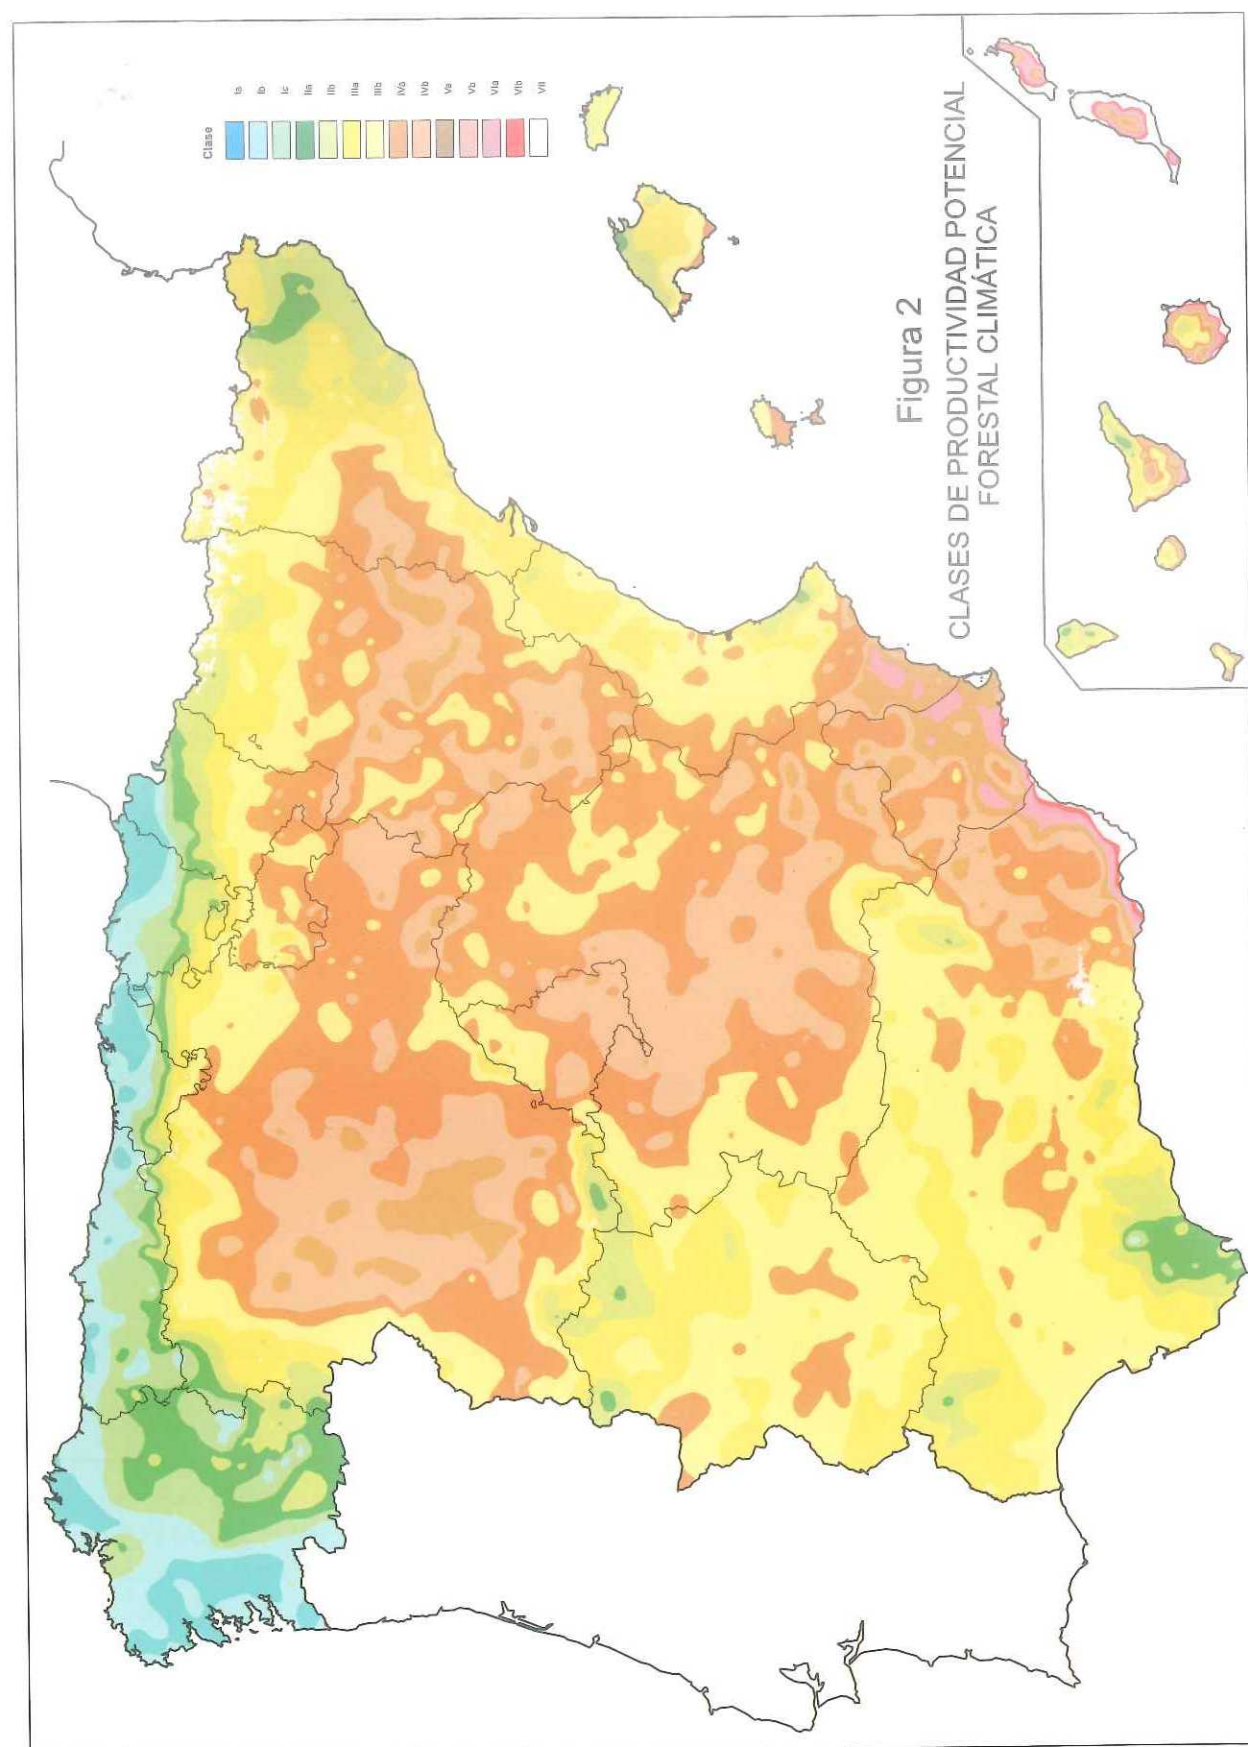 Clase
Ia
Ib
Ic
IIa
IIb
IIIa
IIIb
IVa
IVb
Va
Vb
VIa
VIb
VII
Figura 2
CLASES DE PRODUCTIVIDAD POTENCIAL
FORESTAL CLIMÁTICA